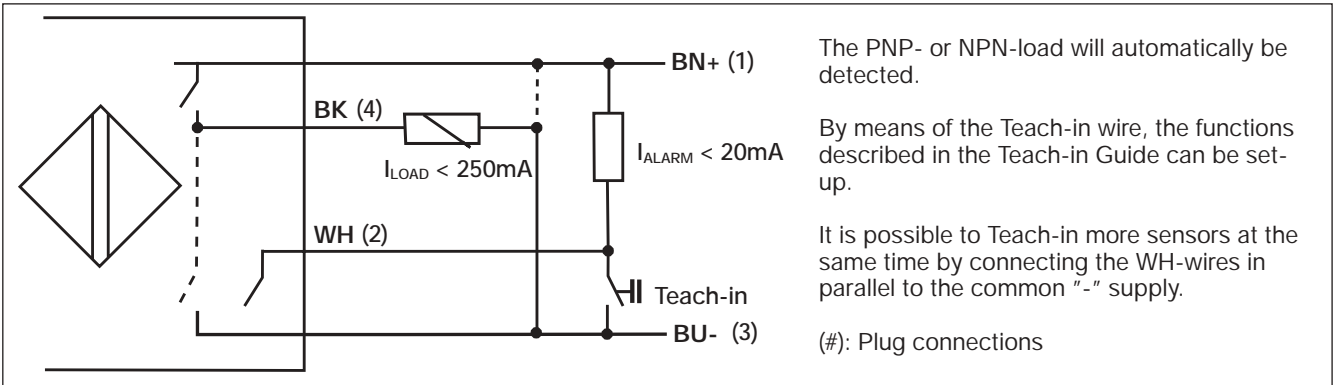 BN+ (1)
BK (4)
I_LOAD < 250mA
I_ALARM < 20mA
WH (2)
Teach-in
BU- (3)
The PNP- or NPN-load will automatically be
detected.
By means of the Teach-in wire, the functions
described in the Teach-in Guide can be set-
up.
It is possible to Teach-in more sensors at the
same time by connecting the WH-wires in
parallel to the common "-" supply.
(#): Plug connections